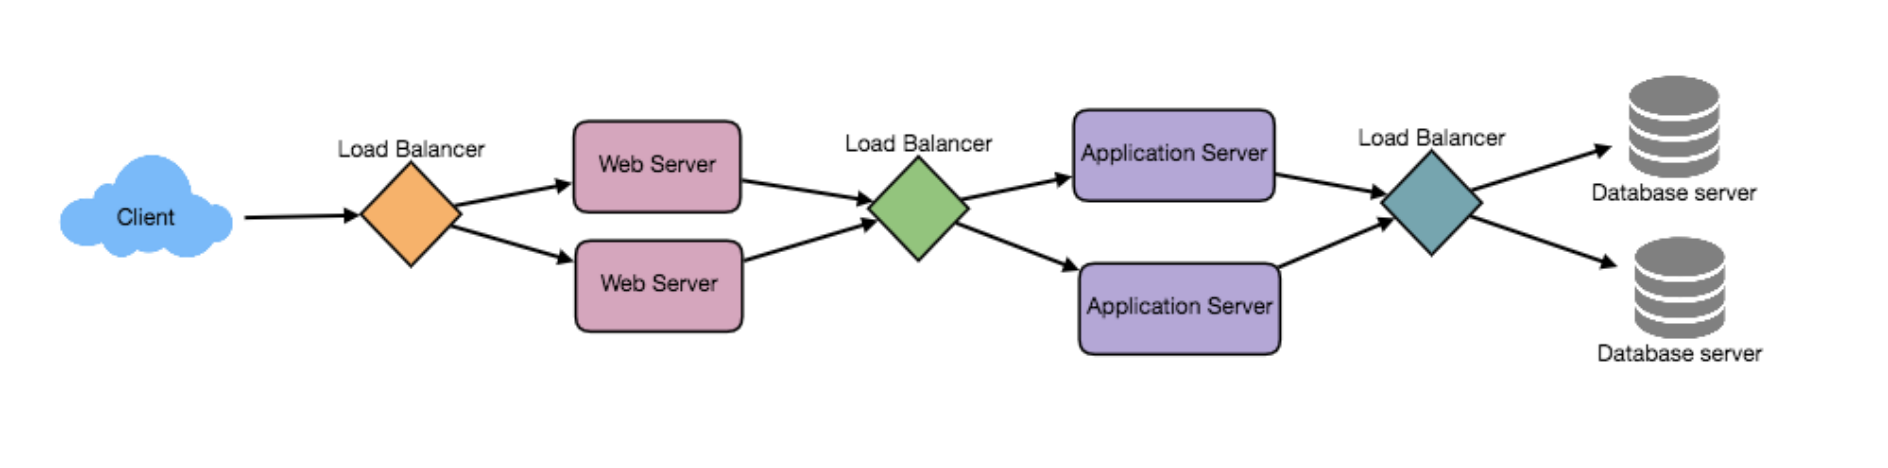 Client
Load Balancer
Web Server
Web Server
Load Balancer
Application Server
Application Server
Load Balancer
Database server
Database server